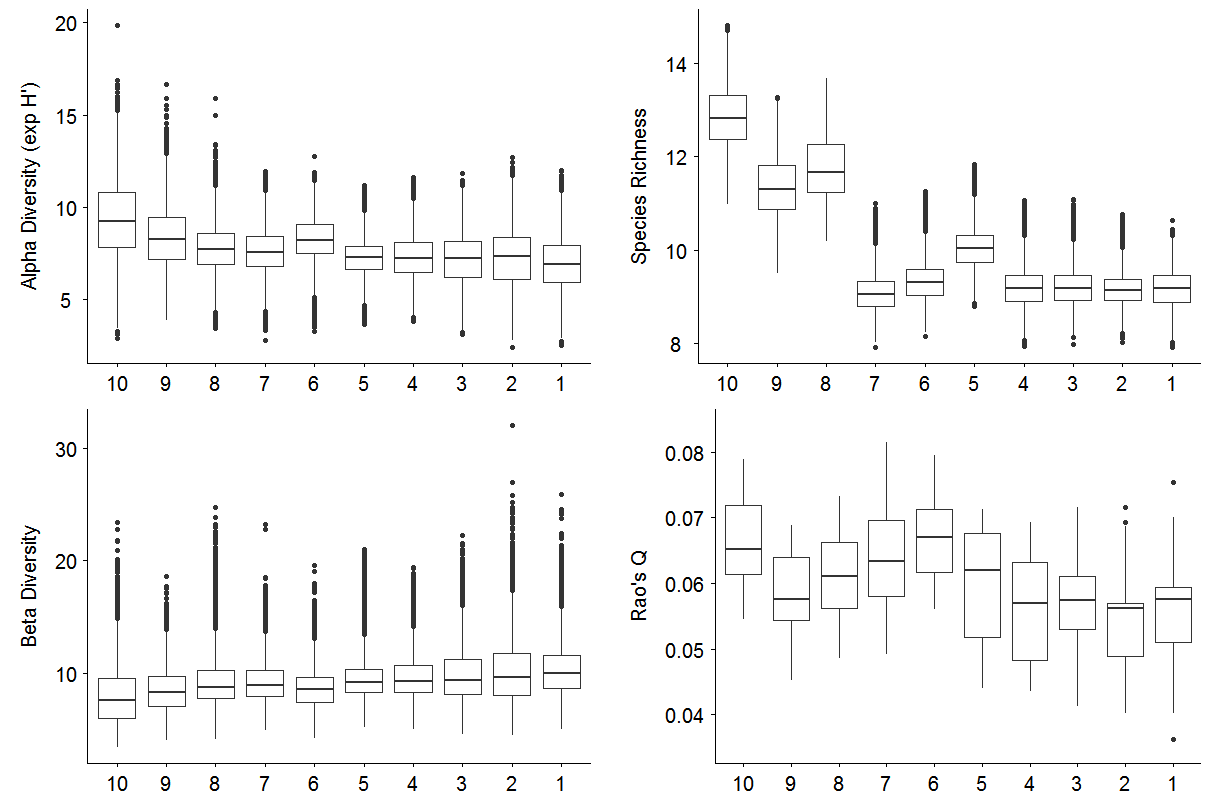 Alpha Diversity (exp H')
20
15
10
5
10 9 8 7 6 5 4 3 2 1
Species Richness
14
12
10
8
10 9 8 7 6 5 4 3 2 1
Beta Diversity
30
20
10
10 9 8 7 6 5 4 3 2 1
Rao's Q
0.08
0.07
0.06
0.05
0.04
10 9 8 7 6 5 4 3 2 1